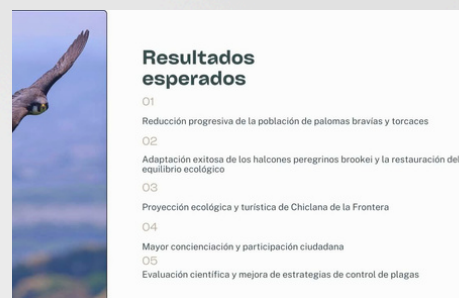 Resultados
esperados
01
Reducción progresiva de la población de palomas bravías y torcaces
02
Adaptación exitosa de los halcones peregrinos brookei y la restauración del
equilibrio ecológico
03
Proyección ecológica y turística de Chiclana de la Frontera
04
Mayor concienciación y participación ciudadana
05
Evaluación científica y mejora de estrategias de control de plagas